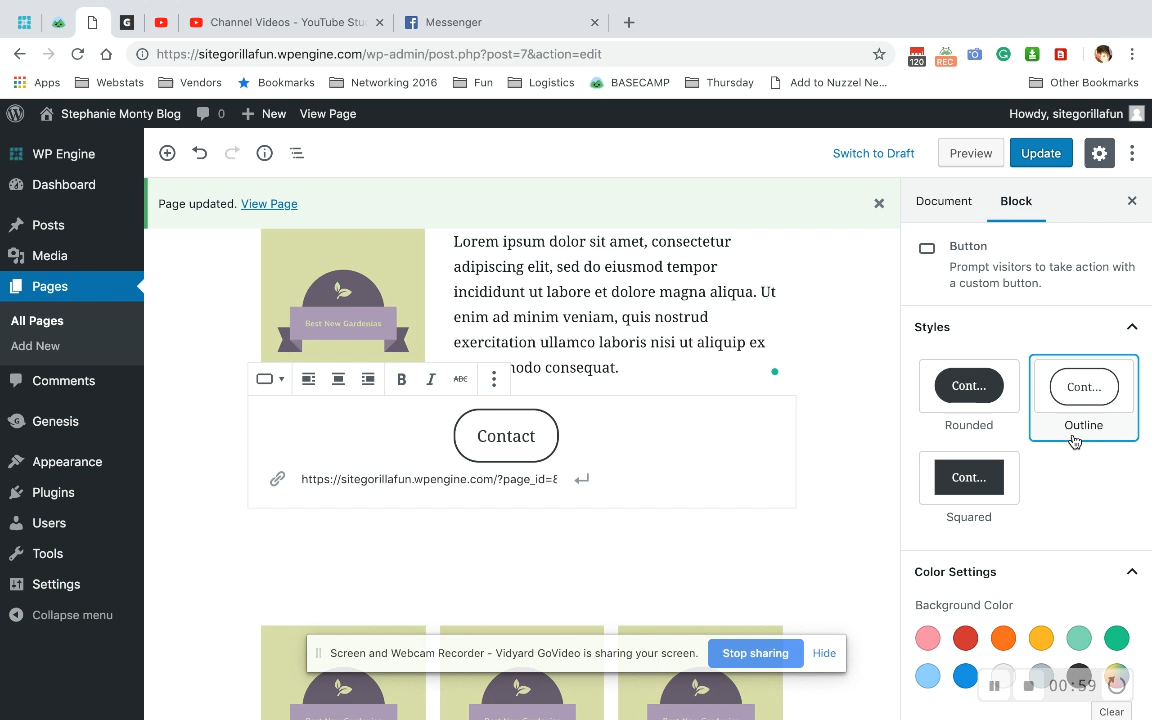 Channel Videos - YouTube Stu
Messenger
https://sitegorillafun.wpengine.com/wp-admin/post.php?post=7&action=edit
120
REC
Apps
Webstats
Vendors
Bookmarks
Networking 2016
Fun
Logistics
BASECAMP
Thursday
Add to Nuzzel Ne...
Other Bookmarks
Stephanie Monty Blog
0
New
View Page
Howdy, sitegorillafun
WP Engine
Dashboard
Posts
Media
Pages
All Pages
Add New
Comments
Genesis
Appearance
Plugins
Users
Tools
Settings
Collapse menu
Switch to Draft
Preview
Update
Page updated. View Page
Best New Gardenias
Lorem ipsum dolor sit amet, consectetur
adipiscing elit, sed do eiusmod tempor
incididunt ut labore et dolore magna aliqua. Ut
enim ad minim veniam, quis nostrud
exercitation ullamco laboris nisi ut aliquip ex
modo consequat.
B I ABC
Contact
https://sitegorillafun.wpengine.com/?page_id=8
Document
Block
Button
Prompt visitors to take action with
a custom button.
Styles
Cont...
Rounded
Cont...
Outline
Cont...
Squared
Color Settings
Background Color
00:59
Clear
Screen and Webcam Recorder - Vidyard GoVideo is sharing your screen.
Stop sharing
Hide